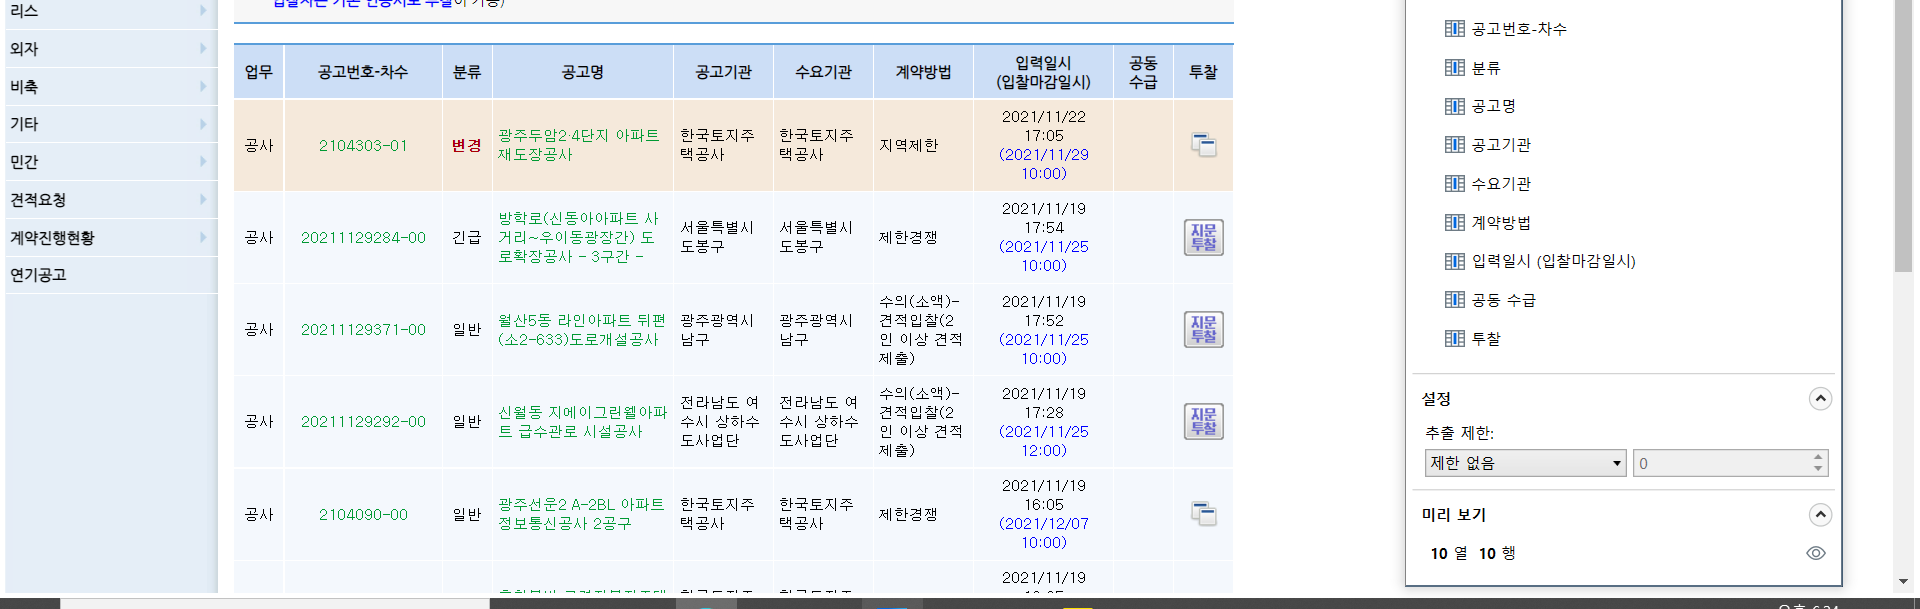 입찰자는 기존 인증서로 투찰이 가능)
리스
외자
비축
기타
민간
견적요청
계약진행현황
연기공고
업무 공고번호-차수 분류 공고명 공고기관 수요기관 계약방법 입력일시 (입찰마감일시) 공동 수급 투찰
공사
2104303-01
변경
광주두암2·4단지 아파트
재도장공사
한국토지주
택공사
한국토지주
택공사
지역제한
2021/11/22
17:05
(2021/11/29
10:00)
공사
20211129284-00
긴급
방학로(신동아아파트 사
거리~우이동광장간) 도
로확장공사 - 3구간 -
서울특별시
도봉구
서울특별시
도봉구
제한경쟁
2021/11/19
17:54
(2021/11/25
10:00)
지문
투찰
공사
20211129371-00
일반
월산5동 라인아파트 뒤편
(소2-633)도로개설공사
광주광역시
남구
광주광역시
남구
수의(소액)-
견적입찰(2
인 이상 견적
제출)
2021/11/19
17:52
(2021/11/25
10:00)
지문
투찰
공사
20211129292-00
일반
신월동 지에이그린웰아파
트 급수관로 시설공사
전라남도 여
수시 상하수
도사업단
전라남도 여
수시 상하수
도사업단
수의(소액)-
견적입찰(2
인 이상 견적
제출)
2021/11/19
17:28
(2021/11/25
12:00)
지문
투찰
공사
2104090-00
일반
광주선운2 A-2BL 아파트
정보통신공사 2공구
한국토지주
택공사
한국토지주
택공사
제한경쟁
2021/11/19
16:05
(2021/12/07
10:00)
2021/11/19
공고번호-차수
분류
공고명
공고기관
수요기관
계약방법
입력일시 (입찰마감일시)
공동 수급
투찰
설정
추출 제한:
제한 없음 0
미리 보기
10 열 10 행